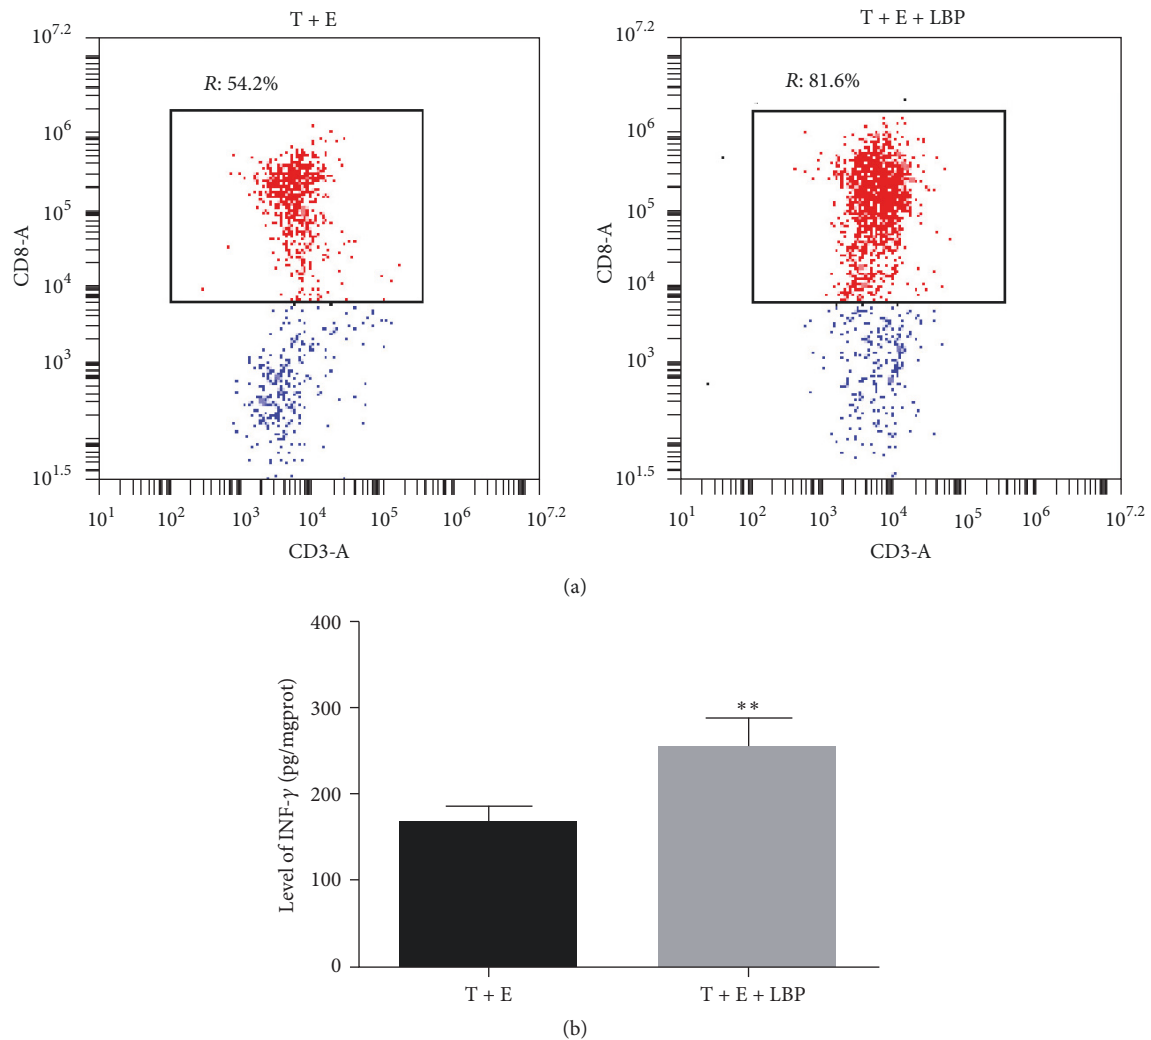 T + E
10^7.2
R: 54.2%
10^6
10^5
10^4
10^3
10^1.5
CD8-A
10^1 10^2 10^3 10^4 10^5 10^6 10^7.2
CD3-A
T + E + LBP
10^7.2
R: 81.6%
10^6
10^5
10^4
10^3
10^1.5
CD8-A
10^1 10^2 10^3 10^4 10^5 10^6 10^7.2
CD3-A
(a)
400
300
200
100
0
Level of INF-γ (pg/mgprot)
**
T + E T + E + LBP
(b)